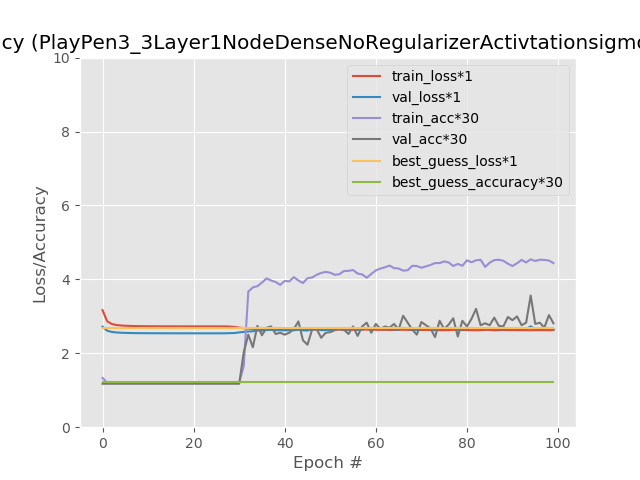 cy (PlayPen3_3Layer1NodeDenseNoRegularizerActivtationsigmo
10
8
6
4
2
0
Loss/Accuracy
train_loss*1
val_loss*1
train_acc*30
val_acc*30
best_guess_loss*1
best_guess_accuracy*30
0 20 40 60 80 100
Epoch #